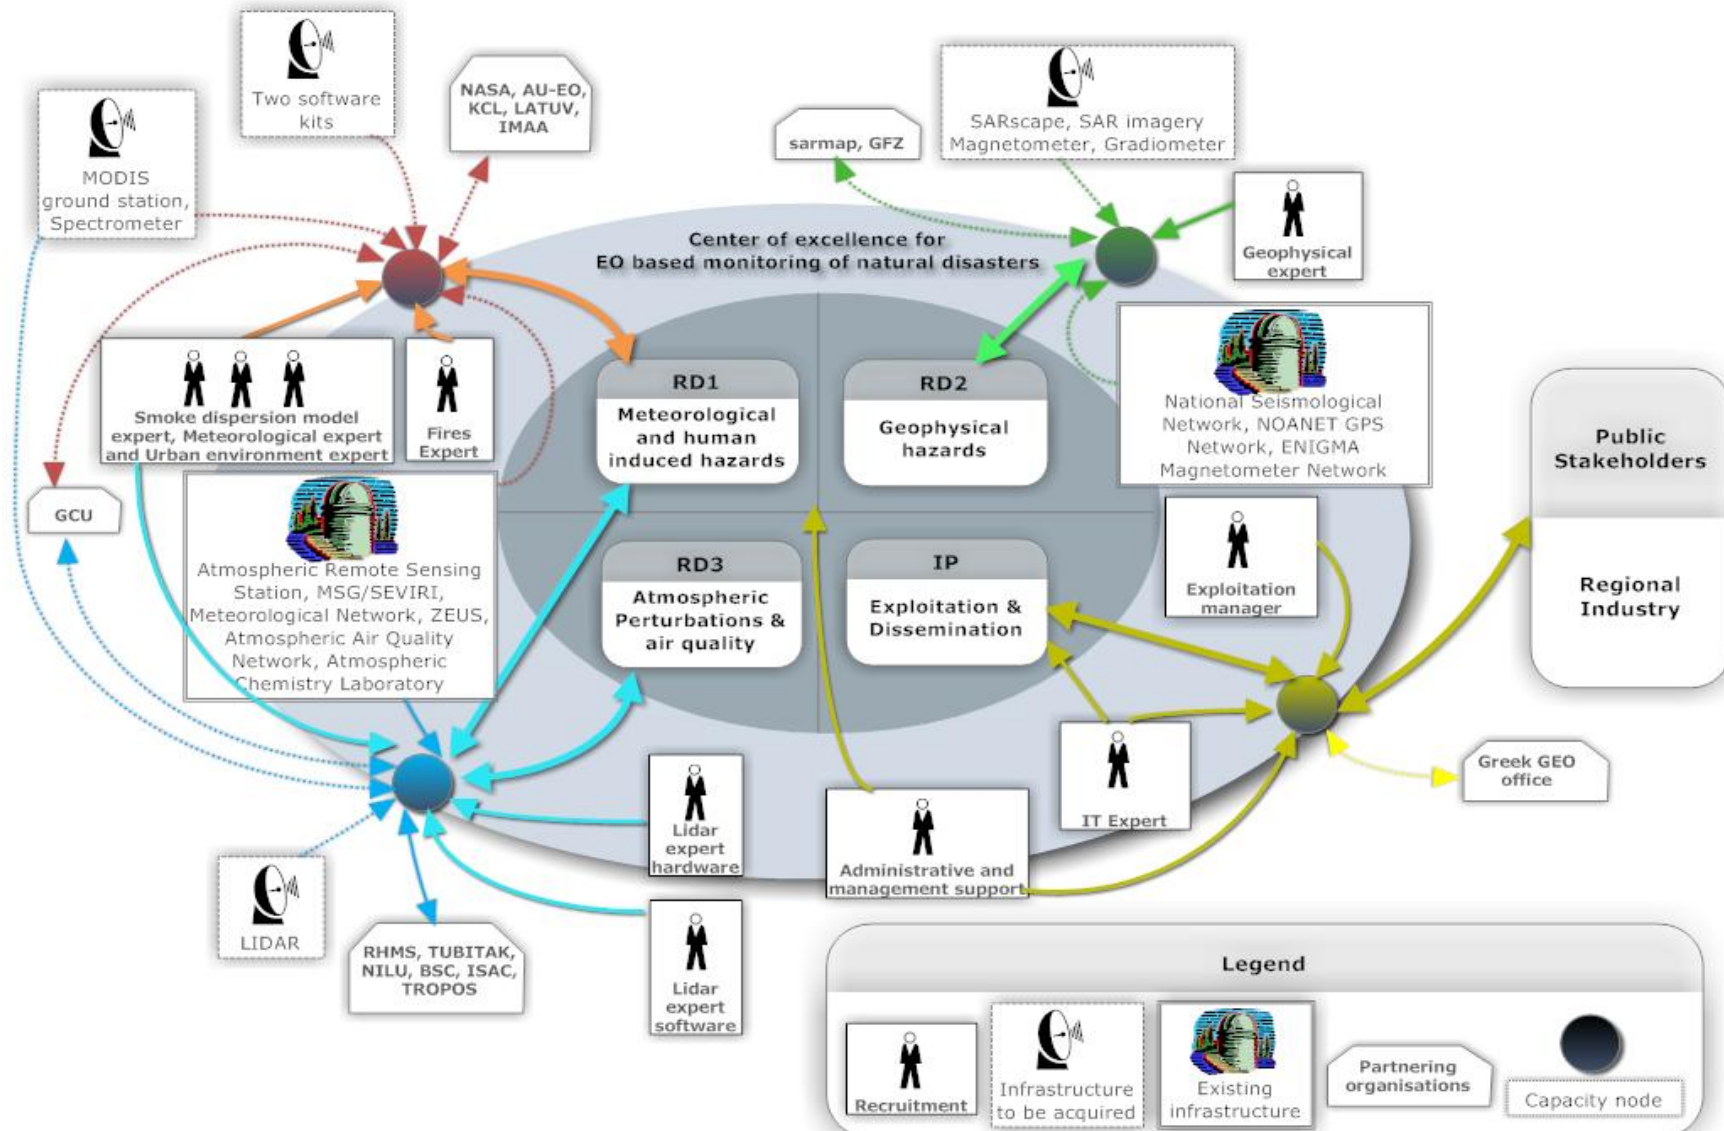 Two software
kits
NASA, AU-EO,
KCL, LATUV,
IMAA
MODIS
ground station,
Spectrometer
sarmap, GFZ
SARscape, SAR imagery
Magnetometer, Gradiometer
Geophysical
expert
Center of excellence for
EO based monitoring of natural disasters
Smoke dispersion model
expert, Meteorological expert
and Urban environment expert
Fires
Expert
RD1
Meteorological
and human
induced hazards
RD2
Geophysical
hazards
National Seismological
Network, NOANET GPS
Network, ENIGMA
Magnetometer Network
Public
Stakeholders
Regional
Industry
GCU
Atmospheric Remote Sensing
Station, MSG/SEVIRI,
Meteorological Network, ZEUS,
Atmospheric Air Quality
Network, Atmospheric
Chemistry Laboratory
RD3
Atmospheric
Perturbations &
air quality
IP
Exploitation &
Dissemination
Exploitation
manager
Greek GEO
office
IT Expert
Lidar
expert
hardware
Administrative and
management support
LIDAR
RHMS, TUBITAK,
NILU, BSC, ISAC,
TROPOS
Lidar
expert
software
Legend
Recruitment
Infrastructure
to be acquired
Existing
infrastructure
Partnering
organisations
Capacity node